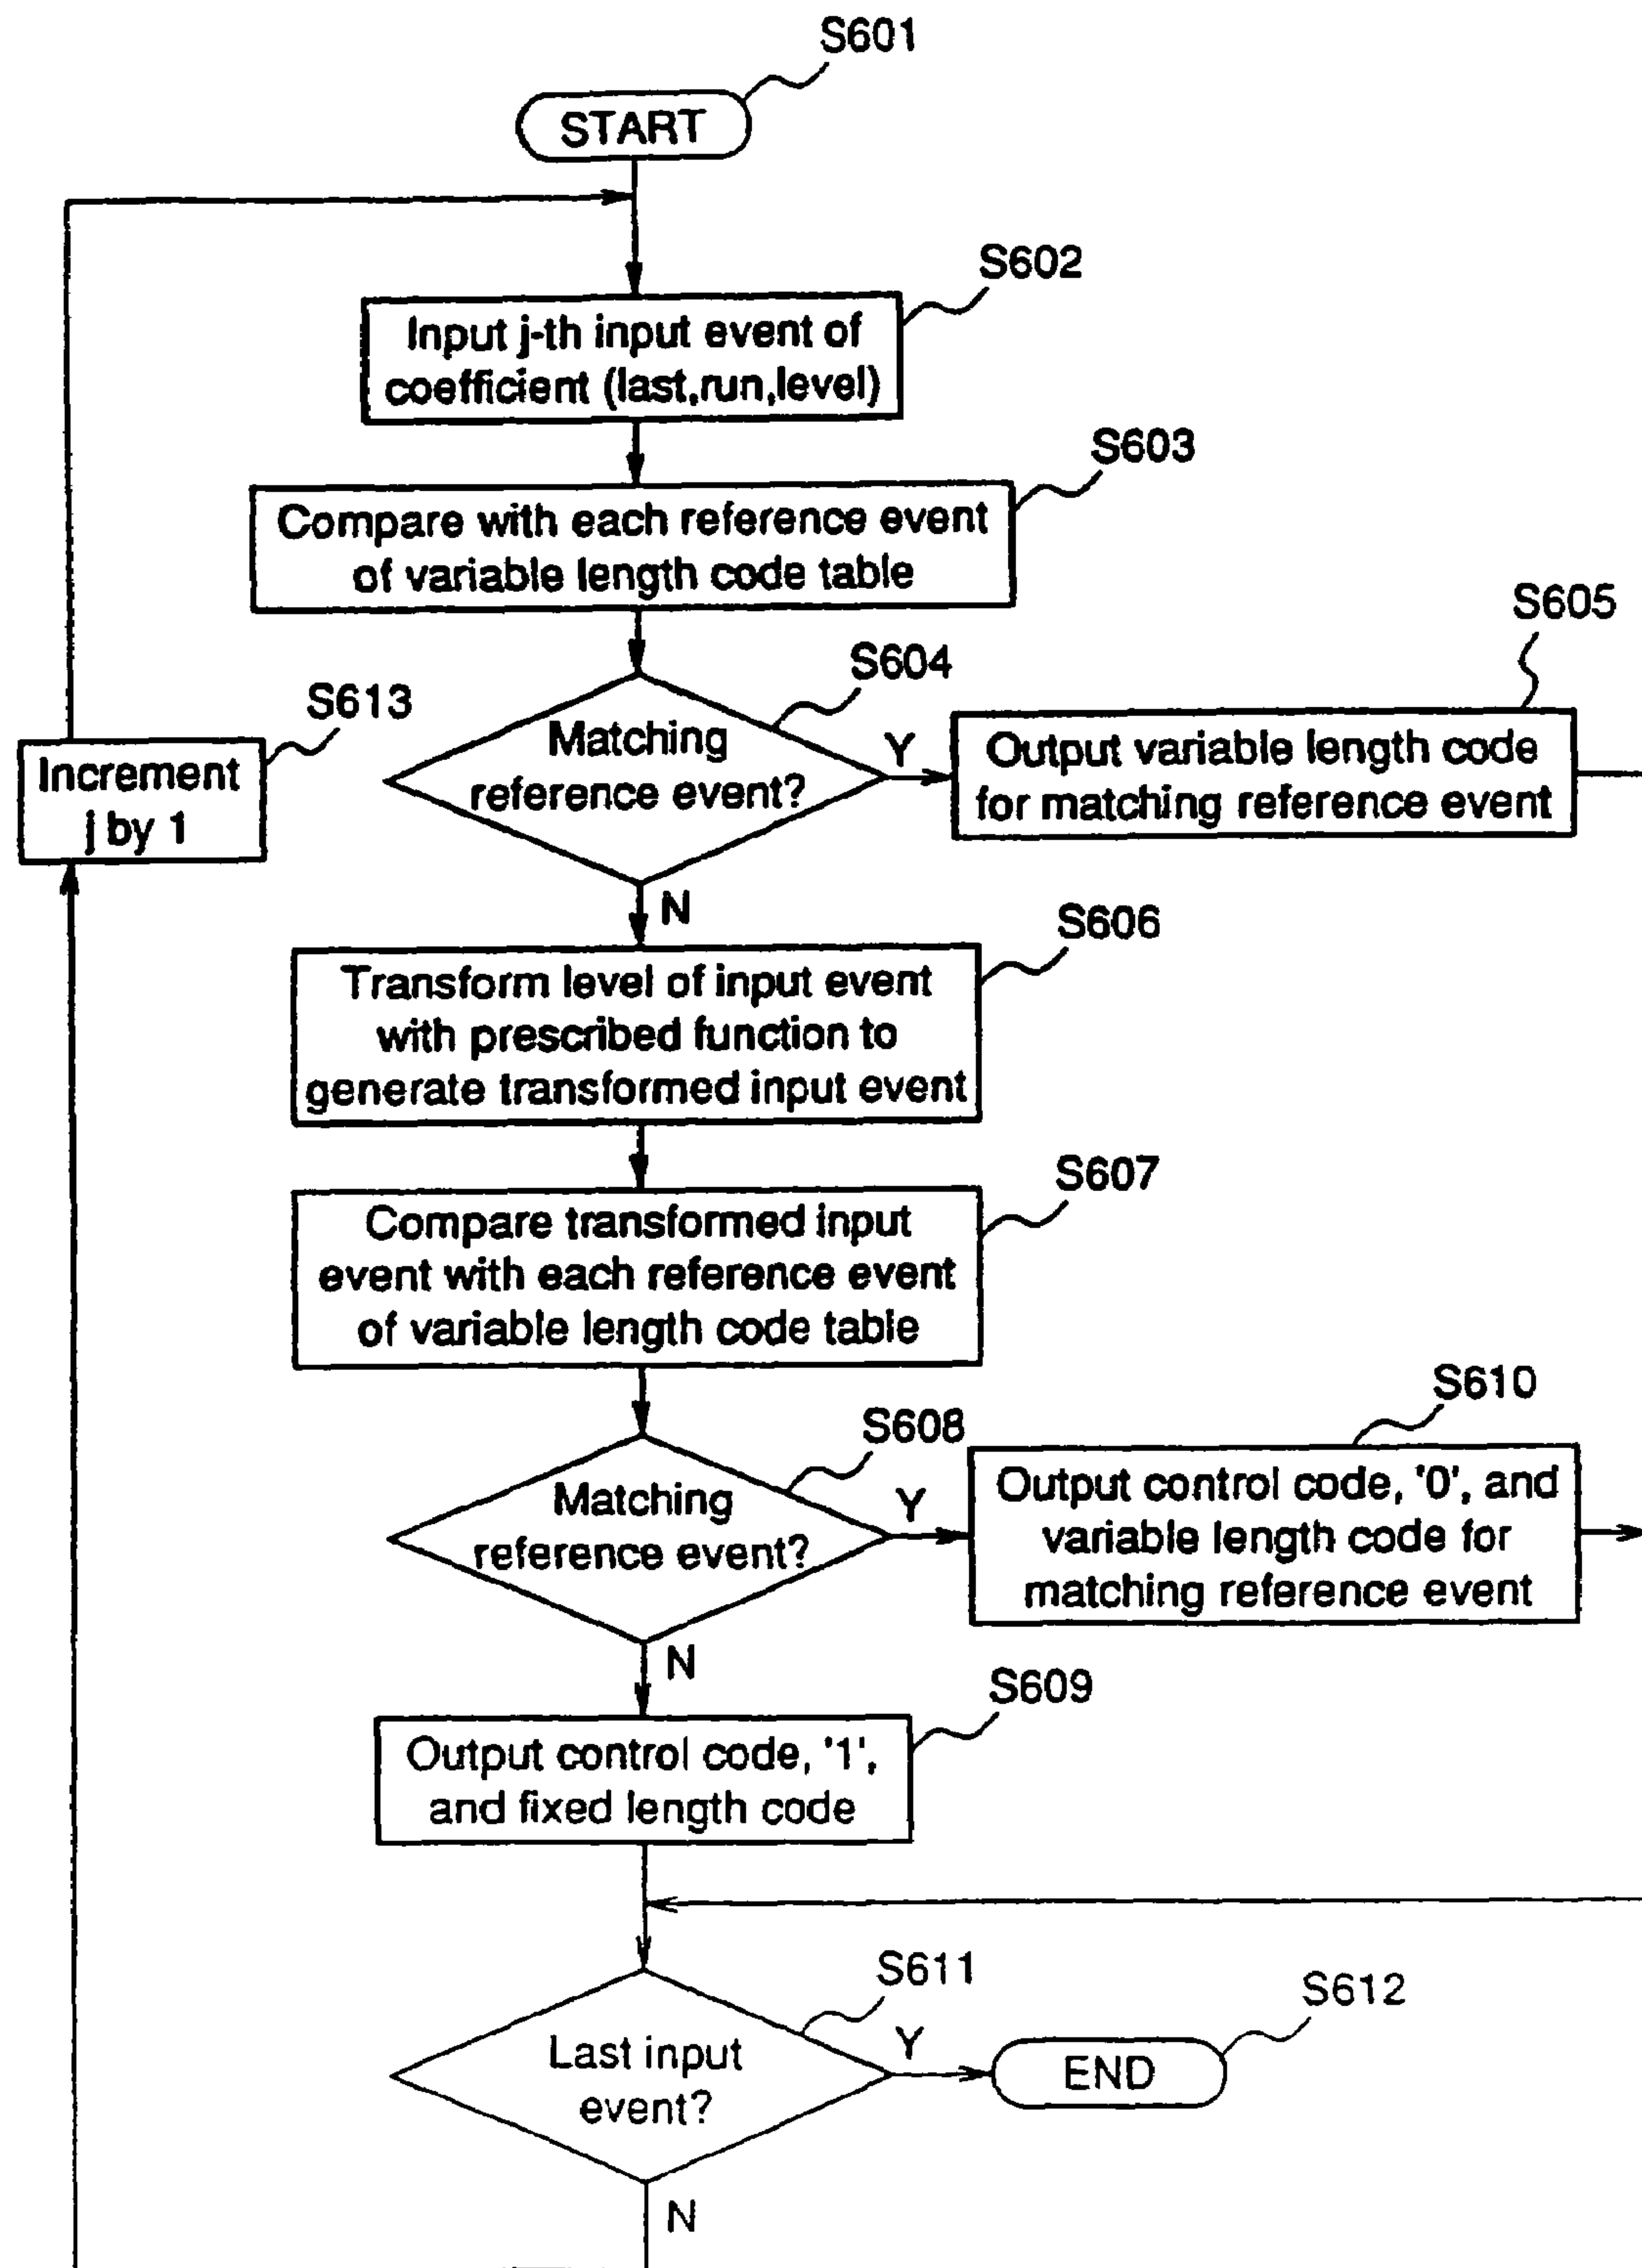 S601
START
S602
Input j-th input event of
coefficient (last,run,level)
S603
Compare with each reference event
of variable length code table
S604
Matching
reference event?
Y
S605
Output variable length code
for matching reference event
S613
Increment
j by 1
N
S606
Transform level of input event
with prescribed function to
generate transformed input event
S607
Compare transformed input
event with each reference event
of variable length code table
S608
Matching
reference event?
Y
S610
Output control code, '0', and
variable length code for
matching reference event
N
S609
Output control code, '1',
and fixed length code
S611
Last input
event?
Y
S612
END
N